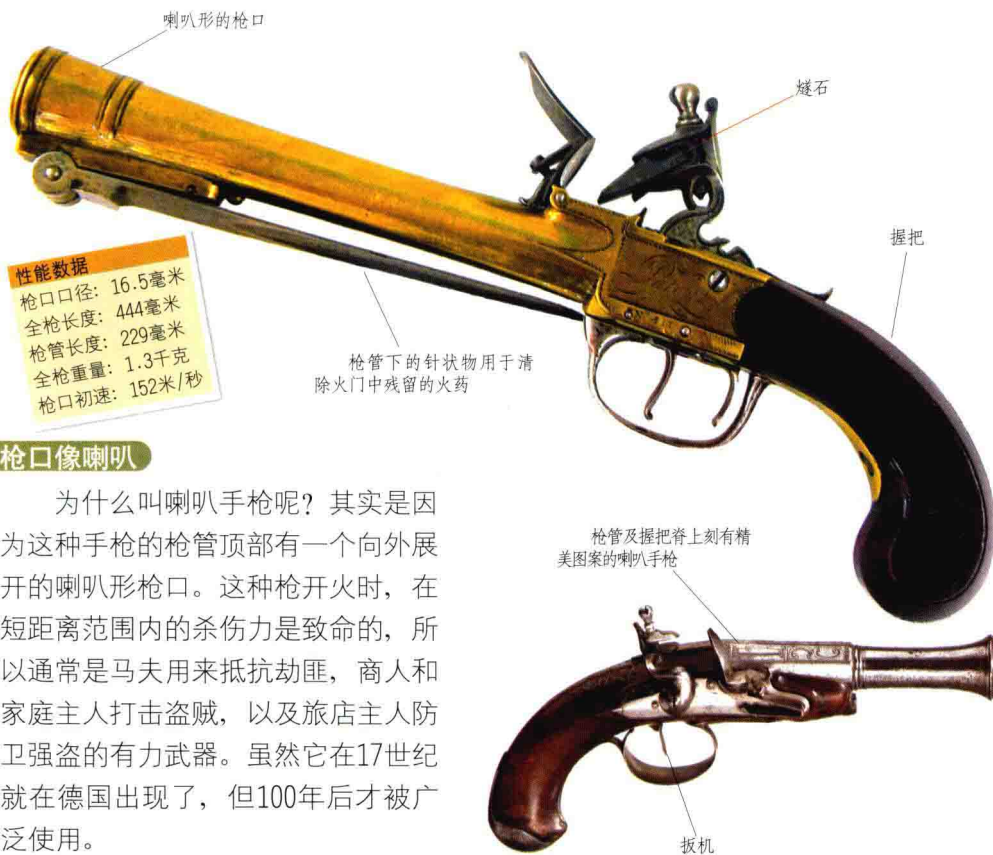 喇叭形的枪口
燧石
握把
性能数据
枪口口径：16.5毫米
全枪长度：444毫米
枪管长度：229毫米
全枪重量：1.3千克
枪口初速：152米/秒
枪管下的针状物用于清
除火门中残留的火药
枪口像喇叭
为什么叫喇叭手枪呢？其实是因
为这种手枪的枪管顶部有一个向外展
开的喇叭形枪口。这种枪开火时，在
短距离范围内的杀伤力是致命的，所
以通常是马夫用来抵抗劫匪，商人和
家庭主人打击盗贼，以及旅店主人防
卫强盗的有力武器。虽然它在17世纪
就在德国出现了，但100年后才被广
泛使用。
枪管及握把脊上刻有精
美图案的喇叭手枪
扳机